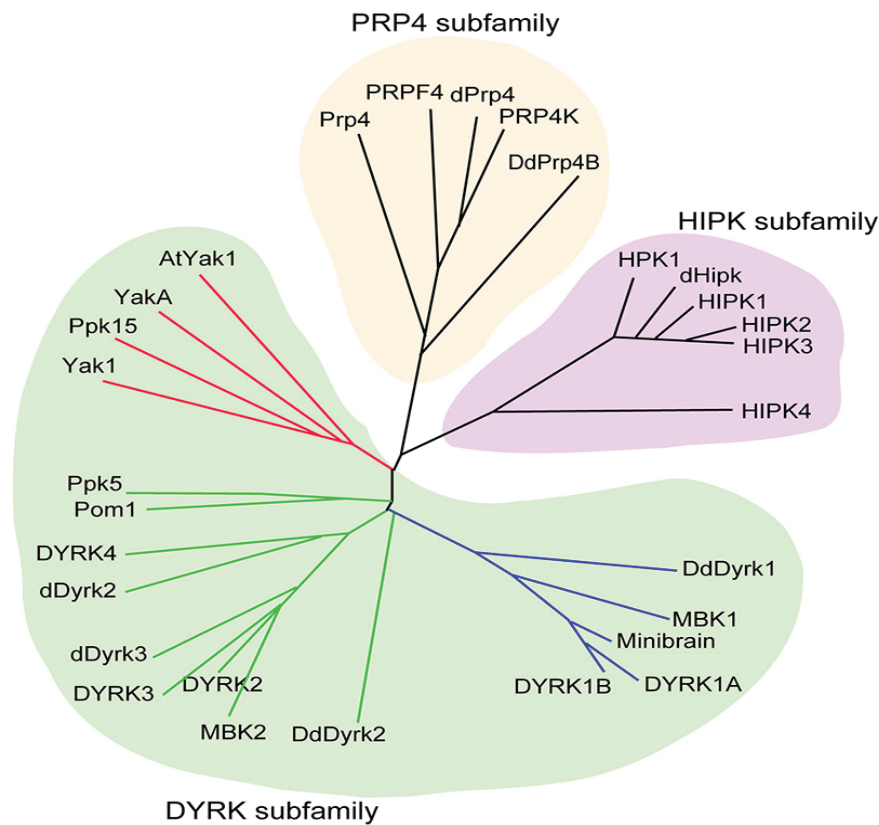 PRP4 subfamily
PRPF4
dPrp4
Prp4
PRP4K
DdPrp4B
HIPK subfamily
HPK1
dHipk
HIPK1
HIPK2
HIPK3
HIPK4
AtYak1
YakA
Ppk15
Yak1
Ppk5
Pom1
DYRK4
dDyrk2
dDyrk3
DYRK3
DYRK2
MBK2
DdDyrk2
DdDyrk1
MBK1
Minibrain
DYRK1B
DYRK1A
DYRK subfamily